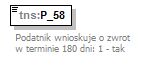 tns:P_58
Podatnik wnioskuje o zwrot
w terminie 180 dni: 1 - tak